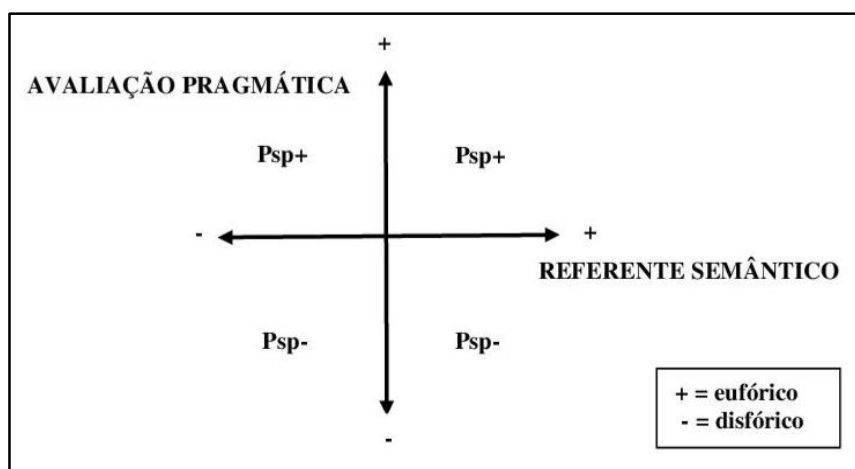 +
AVALIAÇÃO PRAGMÁTICA
Psp+ Psp+
- +
REFERENTE SEMÂNTICO
Psp- Psp-
+ = eufórico
- = disfórico
-